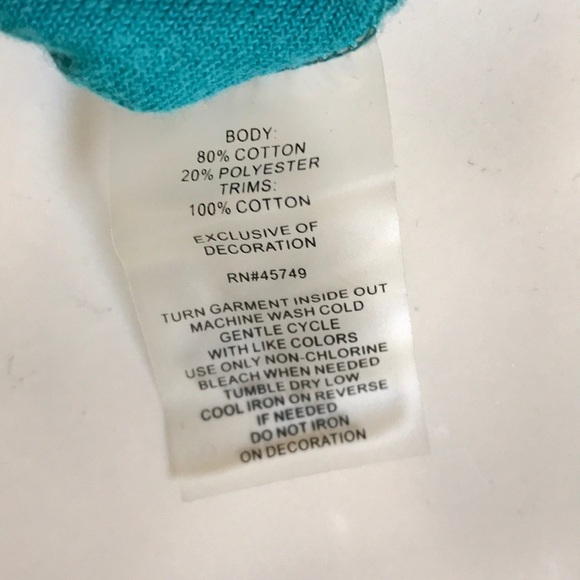 BODY:
80% COTTON
20% POLYESTER
TRIMS:
100% COTTON
EXCLUSIVE OF
DECORATION
RN#45749
TURN GARMENT INSIDE OUT
MACHINE WASH COLD
GENTLE CYCLE
WITH LIKE COLORS
USE ONLY NON-CHLORINE
BLEACH WHEN NEEDED
TUMBLE DRY LOW
COOL IRON ON REVERSE
IF NEEDED
DO NOT IRON
ON DECORATION